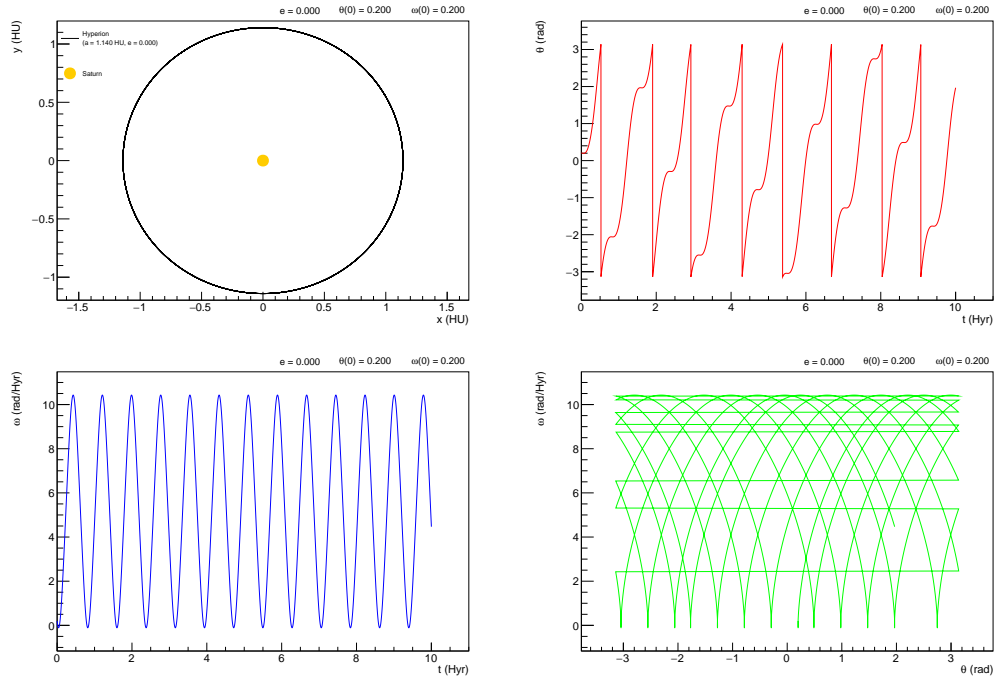 e = 0.000 θ(0) = 0.200 ω(0) = 0.200
y (HU)
Hyperion
(a = 1.140 HU, e = 0.000)
Saturn
1
0.5
0
−0.5
−1
−1.5 −1 −0.5 0 0.5 1 1.5
x (HU)
e = 0.000 θ(0) = 0.200 ω(0) = 0.200
θ (rad)
3
2
1
0
−1
−2
−3
0 2 4 6 8 10
t (Hyr)
e = 0.000 θ(0) = 0.200 ω(0) = 0.200
ω (rad/Hyr)
10
8
6
4
2
0
0 2 4 6 8 10
t (Hyr)
e = 0.000 θ(0) = 0.200 ω(0) = 0.200
ω (rad/Hyr)
10
8
6
4
2
0
−3 −2 −1 0 1 2 3
θ (rad)